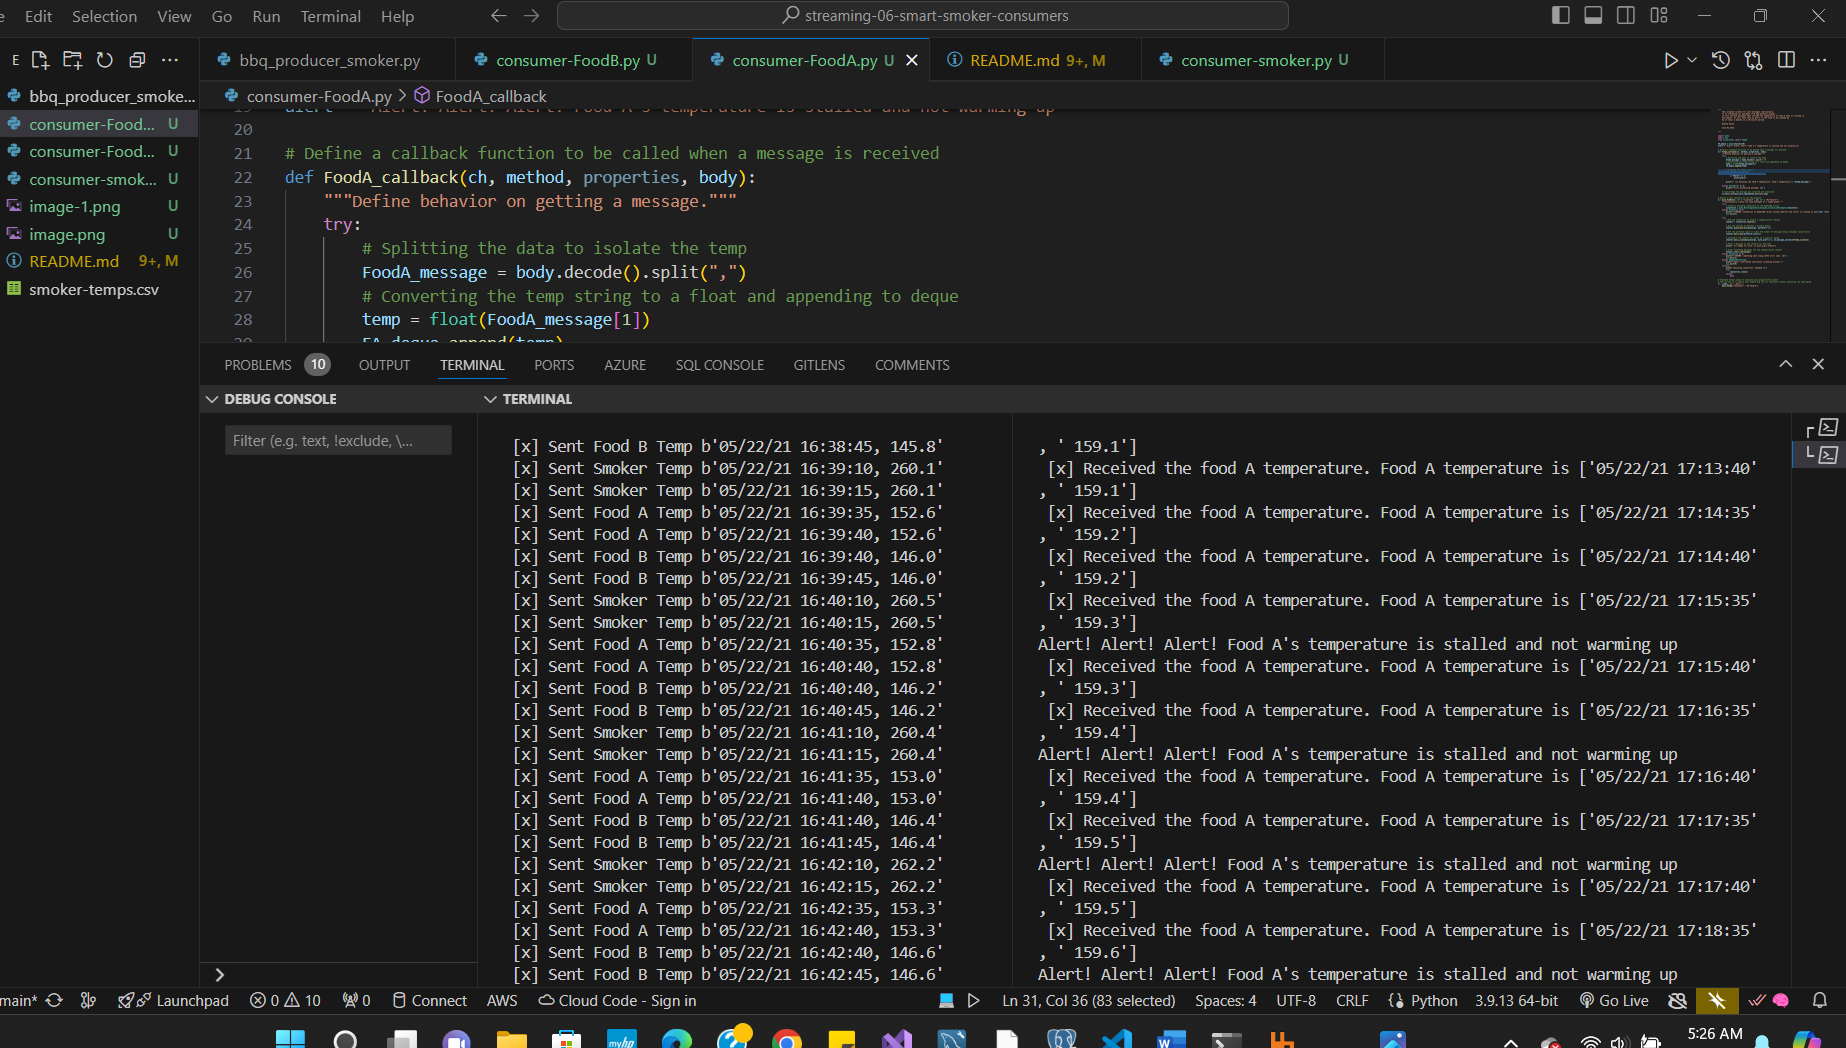 Edit Selection View Go Run Terminal Help
streaming-06-smart-smoker-consumers
E
bbq_producer_smoker.py
consumer-FoodB.py U
consumer-FoodA.py U
README.md 9+, M
consumer-smoker.py U
bbq_producer_smoke...
consumer-Food... U
consumer-Food... U
consumer-smok... U
image-1.png U
image.png U
README.md 9+, M
smoker-temps.csv
consumer-FoodA.py > FoodA_callback
20
21 # Define a callback function to be called when a message is received
22 def FoodA_callback(ch, method, properties, body):
23 """Define behavior on getting a message."""
24 try:
25 # Splitting the data to isolate the temp
26 FoodA_message = body.decode().split(",")
27 # Converting the temp string to a float and appending to deque
28 temp = float(FoodA_message[1])
PROBLEMS 10 OUTPUT TERMINAL PORTS AZURE SQL CONSOLE GITLENS COMMENTS
DEBUG CONSOLE
Filter (e.g. text, !exclude, \...
TERMINAL
[x] Sent Food B Temp b'05/22/21 16:38:45, 145.8'
[x] Sent Smoker Temp b'05/22/21 16:39:10, 260.1'
[x] Sent Smoker Temp b'05/22/21 16:39:15, 260.1'
[x] Sent Food A Temp b'05/22/21 16:39:35, 152.6'
[x] Sent Food A Temp b'05/22/21 16:39:40, 152.6'
[x] Sent Food B Temp b'05/22/21 16:39:40, 146.0'
[x] Sent Food B Temp b'05/22/21 16:39:45, 146.0'
[x] Sent Smoker Temp b'05/22/21 16:40:10, 260.5'
[x] Sent Smoker Temp b'05/22/21 16:40:15, 260.5'
[x] Sent Food A Temp b'05/22/21 16:40:35, 152.8'
[x] Sent Food A Temp b'05/22/21 16:40:40, 152.8'
[x] Sent Food B Temp b'05/22/21 16:40:40, 146.2'
[x] Sent Food B Temp b'05/22/21 16:40:45, 146.2'
[x] Sent Smoker Temp b'05/22/21 16:41:10, 260.4'
[x] Sent Smoker Temp b'05/22/21 16:41:15, 260.4'
[x] Sent Food A Temp b'05/22/21 16:41:35, 153.0'
[x] Sent Food A Temp b'05/22/21 16:41:40, 153.0'
[x] Sent Food B Temp b'05/22/21 16:41:40, 146.4'
[x] Sent Food B Temp b'05/22/21 16:41:45, 146.4'
[x] Sent Smoker Temp b'05/22/21 16:42:10, 262.2'
[x] Sent Smoker Temp b'05/22/21 16:42:15, 262.2'
[x] Sent Food A Temp b'05/22/21 16:42:35, 153.3'
[x] Sent Food A Temp b'05/22/21 16:42:40, 153.3'
[x] Sent Food B Temp b'05/22/21 16:42:40, 146.6'
[x] Sent Food B Temp b'05/22/21 16:42:45, 146.6'
, ' 159.1']
[x] Received the food A temperature. Food A temperature is ['05/22/21 17:13:40'
, ' 159.1']
[x] Received the food A temperature. Food A temperature is ['05/22/21 17:14:35'
, ' 159.2']
[x] Received the food A temperature. Food A temperature is ['05/22/21 17:14:40'
, ' 159.2']
[x] Received the food A temperature. Food A temperature is ['05/22/21 17:15:35'
, ' 159.3']
Alert! Alert! Alert! Food A's temperature is stalled and not warming up
[x] Received the food A temperature. Food A temperature is ['05/22/21 17:15:40'
, ' 159.3']
[x] Received the food A temperature. Food A temperature is ['05/22/21 17:16:35'
, ' 159.4']
Alert! Alert! Alert! Food A's temperature is stalled and not warming up
[x] Received the food A temperature. Food A temperature is ['05/22/21 17:16:40'
, ' 159.4']
[x] Received the food A temperature. Food A temperature is ['05/22/21 17:17:35'
, ' 159.5']
Alert! Alert! Alert! Food A's temperature is stalled and not warming up
[x] Received the food A temperature. Food A temperature is ['05/22/21 17:17:40'
, ' 159.5']
[x] Received the food A temperature. Food A temperature is ['05/22/21 17:18:35'
, ' 159.6']
Alert! Alert! Alert! Food A's temperature is stalled and not warming up
main* Launchpad 0 10 0 Connect AWS Cloud Code - Sign in Ln 31, Col 36 (83 selected) Spaces: 4 UTF-8 CRLF Python 3.9.13 64-bit Go Live
myhp
5:26 AM